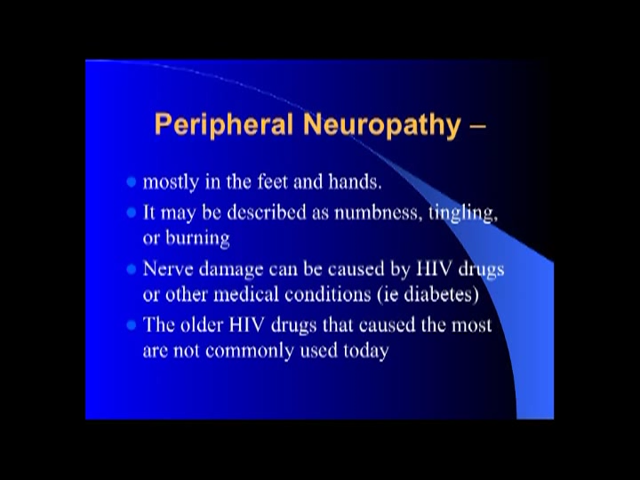 Peripheral Neuropathy –
mostly in the feet and hands.
It may be described as numbness, tingling,
or burning
Nerve damage can be caused by HIV drugs
or other medical conditions (ie diabetes)
The older HIV drugs that caused the most
are not commonly used today